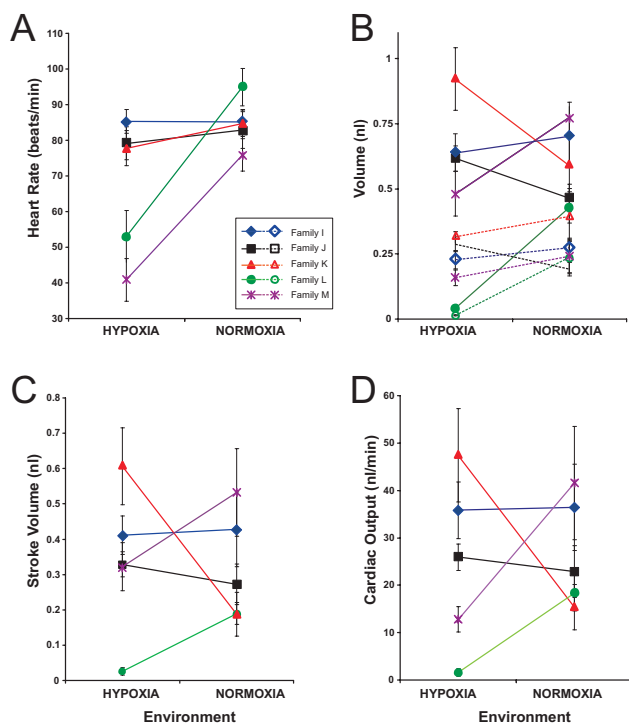 A
Heart Rate (beats/min)
110
100
90
80
70
60
50
40
30
HYPOXIA
NORMOXIA
Family I
Family J
Family K
Family L
Family M
B
Volume (nl)
1
0.75
0.5
0.25
0
HYPOXIA
NORMOXIA
C
Stroke Volume (nl)
0.8
0.7
0.6
0.5
0.4
0.3
0.2
0.1
0
HYPOXIA
NORMOXIA
Environment
D
Cardiac Output (nl/min)
60
50
40
30
20
10
0
HYPOXIA
NORMOXIA
Environment